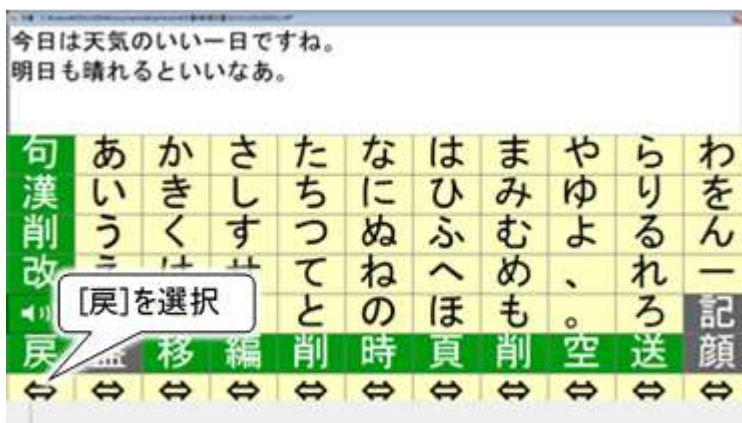 今日は天気のいい一日ですね。
明日も晴れるといいなあ。
句 あ か さ た な は ま や ら わ
漢 い き し ち に ひ み ゆ り を
削 う く す つ ぬ ふ む よ る ん
改 て ね へ め 、 れ ー
[戻]を選択
と の ほ も 。 ろ 記
戻 移 編 削 時 頁 削 空 送 顔
⇔ ⇔ ⇔ ⇔ ⇔ ⇔ ⇔ ⇔ ⇔ ⇔ ⇔